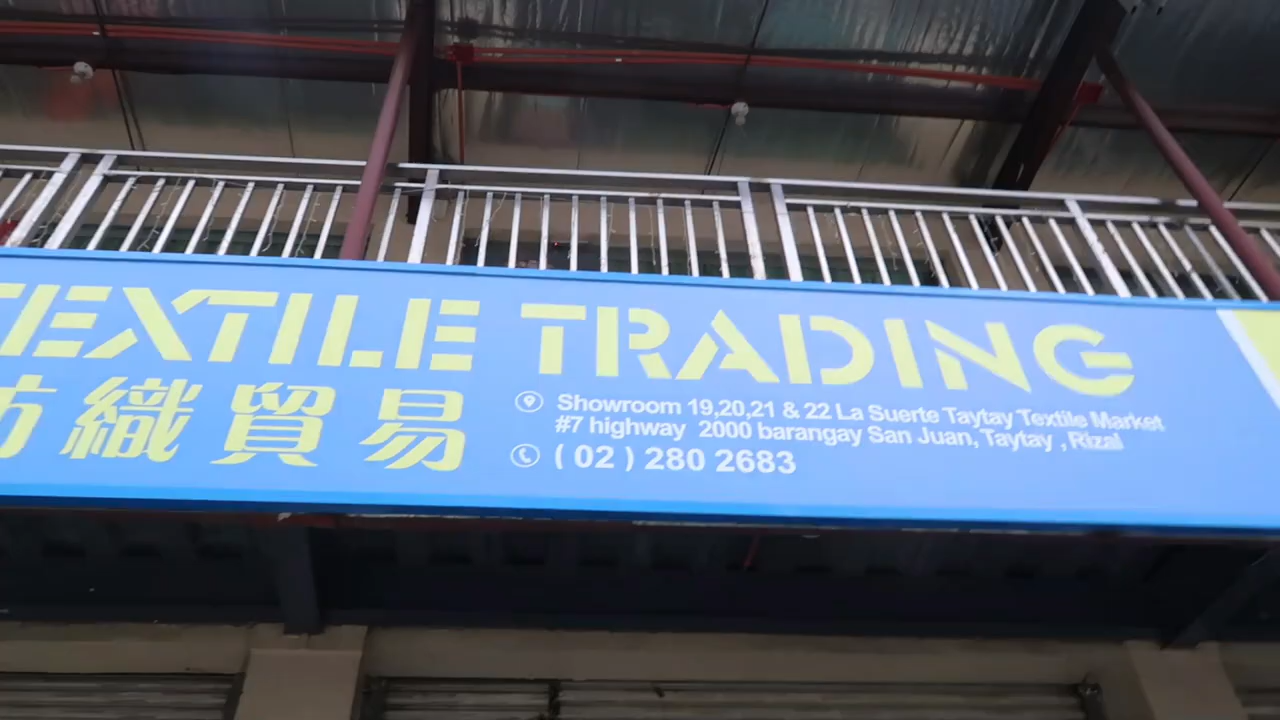 TEXTILE TRADING
紡織貿易
Showroom 19,20,21 & 22 La Suerte Taytay Textile Market
#7 highway 2000 barangay San Juan, Taytay , Rizal
( 02 ) 280 2683